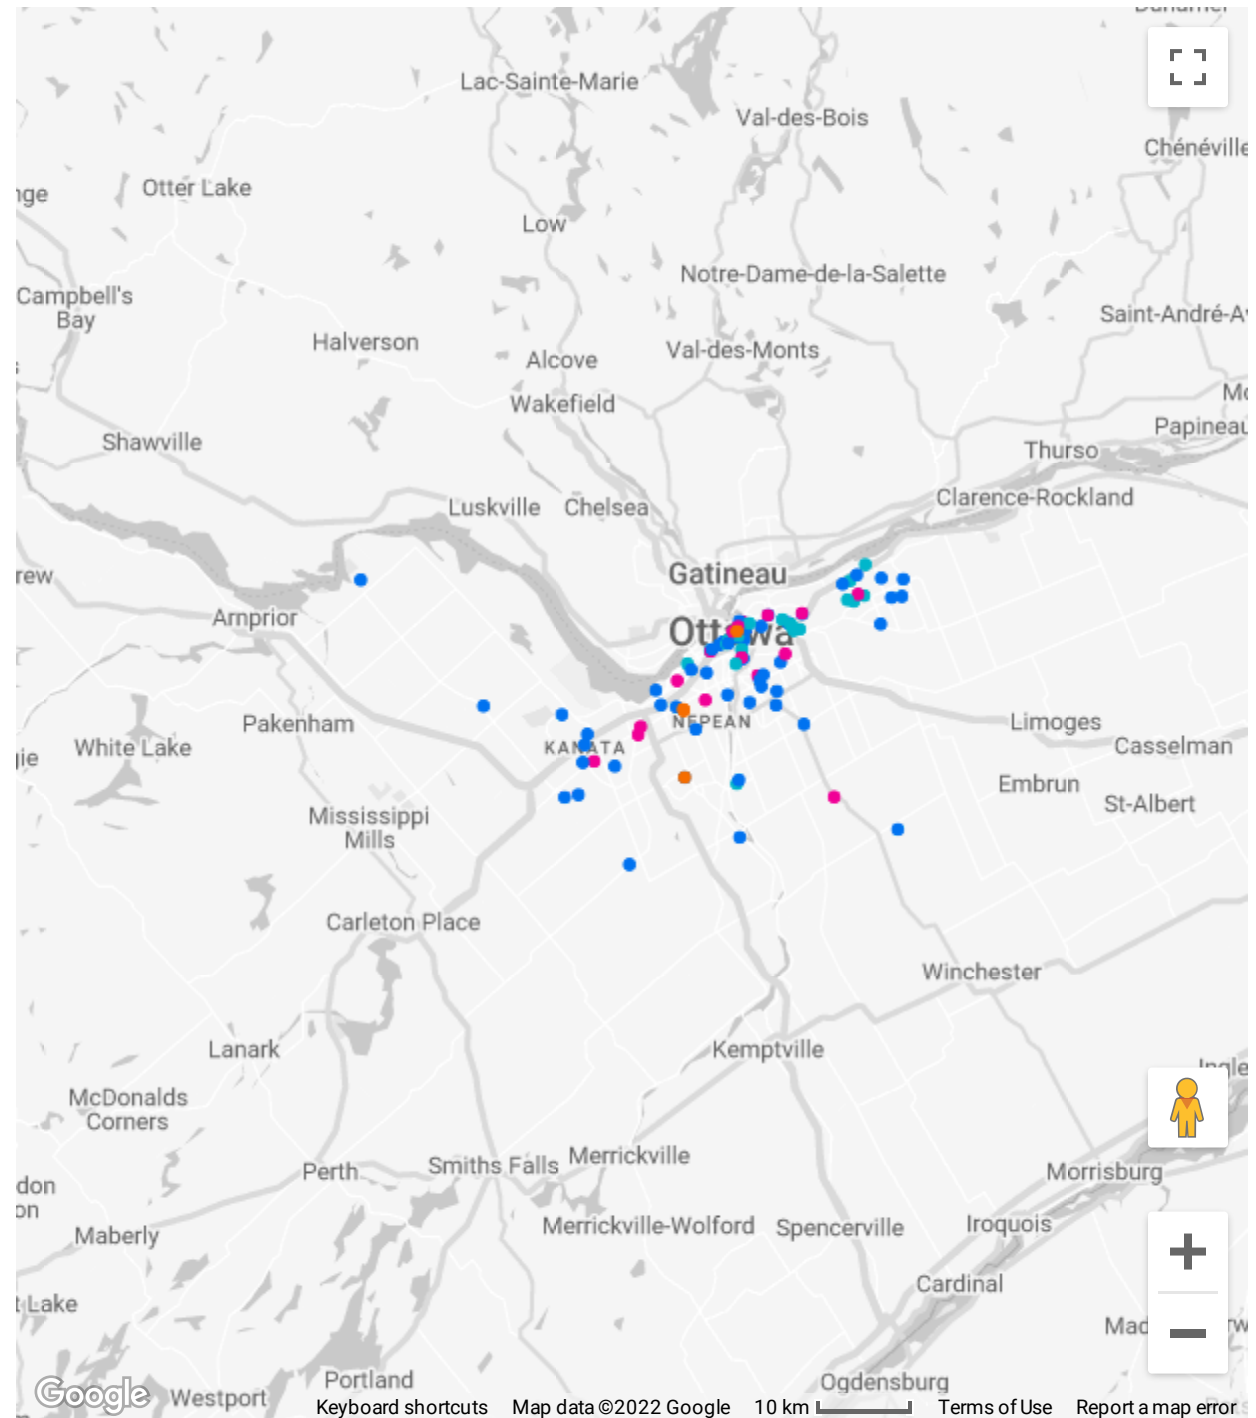 Lac-Sainte-Marie
Val-des-Bois
Chénéville
Otter Lake
Low
Notre-Dame-de-la-Salette
Campbell's
Bay
Saint-André-Av
Halverson
Val-des-Monts
Alcove
Wakefield
Shawville
Papineau
Thurso
Clarence-Rockland
Luskville
Chelsea
Gatineau
Arnprior
Ottawa
Pakenham
NEPEAN
Limoges
White Lake
KANATA
Casselman
Embrun
St-Albert
Mississippi
Mills
Carleton Place
Winchester
Lanark
Kemptville
McDonalds
Corners
Merrickville
Smiths Falls
Perth
Morrisburg
Merrickville-Wolford
Spencerville
Iroquois
Maberly
Cardinal
Lake
Portland
Ogdensburg
Westport
Google
Keyboard shortcuts
Map data ©2022 Google
10 km
Terms of Use
Report a map error